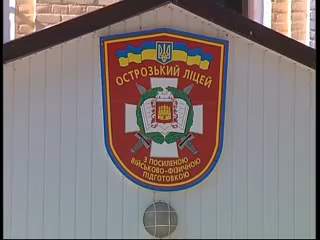 ОСТРОЗЬКИЙ ЛІЦЕЙ
З ПОСИЛЕНОЮ
ВІЙСЬКОВО-ФІЗИЧНОЮ
ПІДГОТОВКОЮ